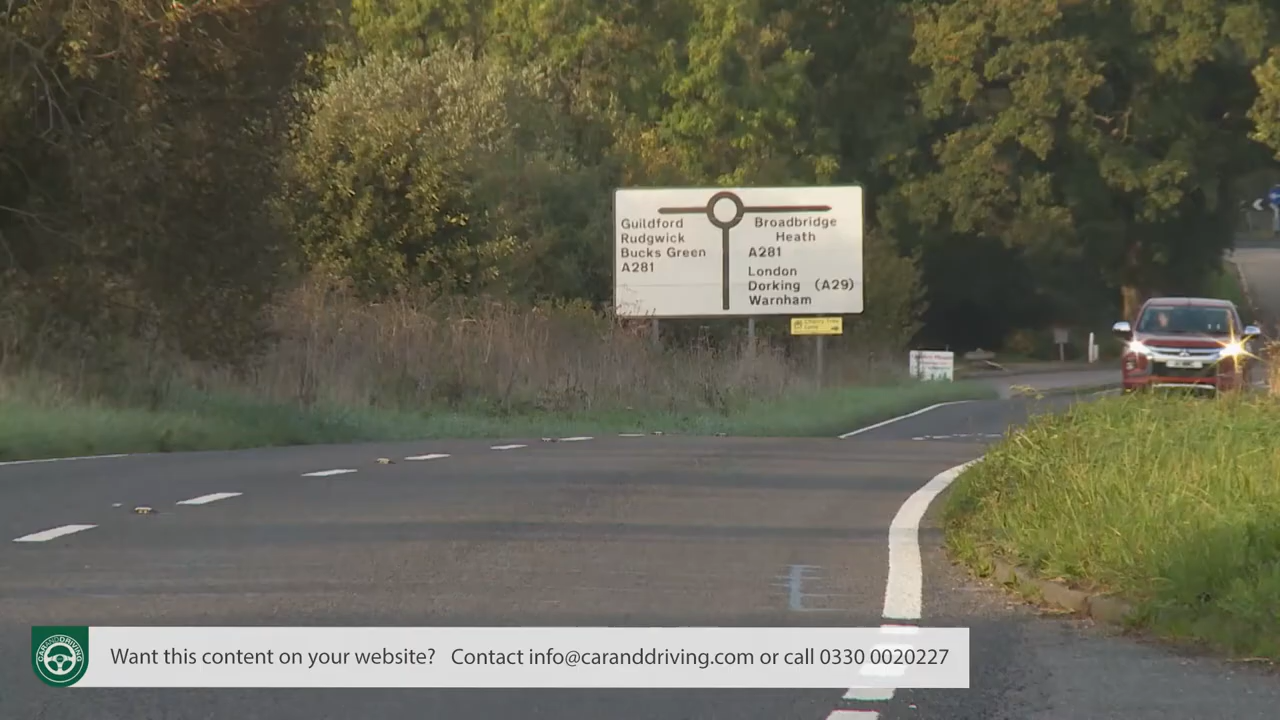 Guildford
Rudgwick
Bucks Green
A281
Broadbridge
Heath
A281
London
Dorking (A29)
Warnham
CARANDDRIVING
Want this content on your website? Contact info@caranddriving.com or call 0330 0020227